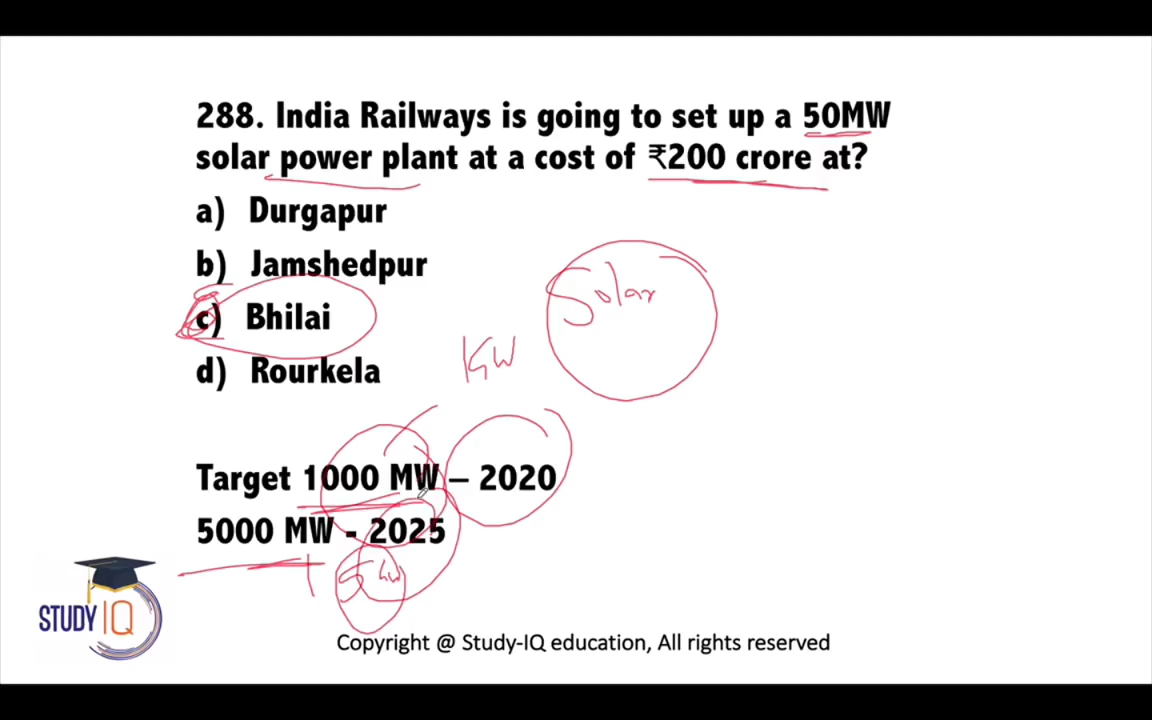 288. India Railways is going to set up a 50MW
solar power plant at a cost of ₹200 crore at?
a) Durgapur
b) Jamshedpur
c) Bhilai
d) Rourkela
Solar
Target 1000 MW – 2020
5000 MW - 2025
STUDY IQ
Copyright @ Study-IQ education, All rights reserved